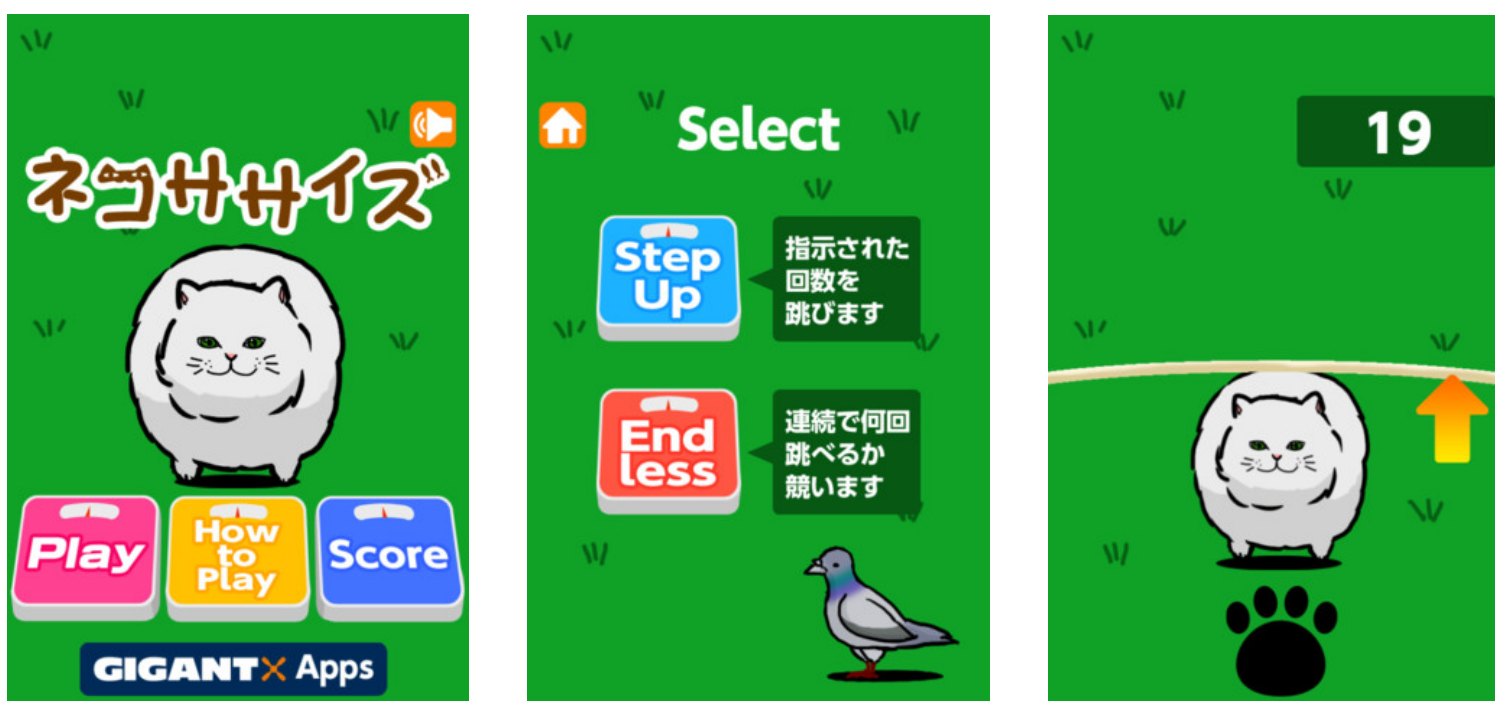 ネコササイズ
Play
How
to
Play
Score
GIGANTX Apps
Select
Step
Up
指示された
回数を
跳びます
End
less
連続で何回
跳べるか
競います
19